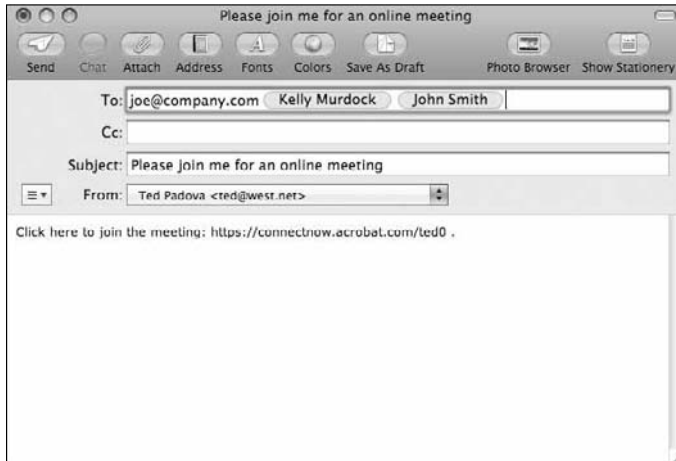 Please join me for an online meeting
Send Chat Attach Address Fonts Colors Save As Draft Photo Browser Show Stationery
To: joe@company.com Kelly Murdock John Smith
Cc:
Subject: Please join me for an online meeting
From: Ted Padova <ted@west.net>
Click here to join the meeting: https://connectnow.acrobat.com/ted0 .